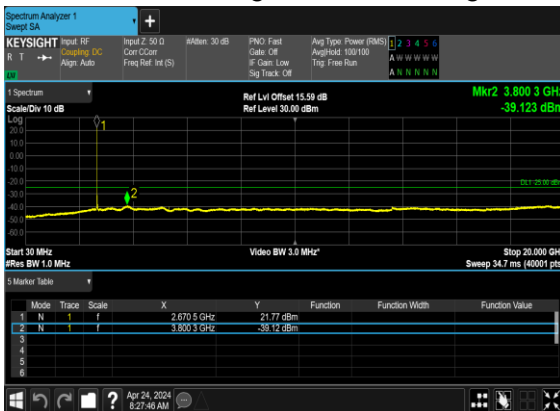 Spectrum Analyzer 1
Swept SA
KEYSIGHT Input: RF Input Z: 50 Ω #Atten: 30 dB PNO: Fast Avg Type: Power (RMS) 1 2 3 4 5 6
R T Coupling: DC Corr CCorr Gate: Off Avg|Hold: 100/100 A W W W W W
Align: Auto Freq Ref: Int (S) IF Gain: Low Trig: Free Run
Sig Track: Off A N N N N N
1 Spectrum Ref Lvl Offset 15.59 dB Mkr2 3.800 3 GHz
Scale/Div 10 dB Ref Level 30.00 dBm -39.123 dBm
Log
20.0
10.0
0.00
-10.0
-20.0
-30.0
-40.0
-50.0
-60.0
1
2
DL1 -25.00 dBm
Start 30 MHz Video BW 3.0 MHz* Stop 20.000 GHz
#Res BW 1.0 MHz Sweep 34.7 ms (40001 pts)
5 Marker Table
Mode Trace Scale X Y Function Function Width Function Value
1 N 1 f 2.670 5 GHz 21.77 dBm
2 N 1 f 3.800 3 GHz -39.12 dBm
3
4
5
6
? Apr 24, 2024
8:27:46 AM